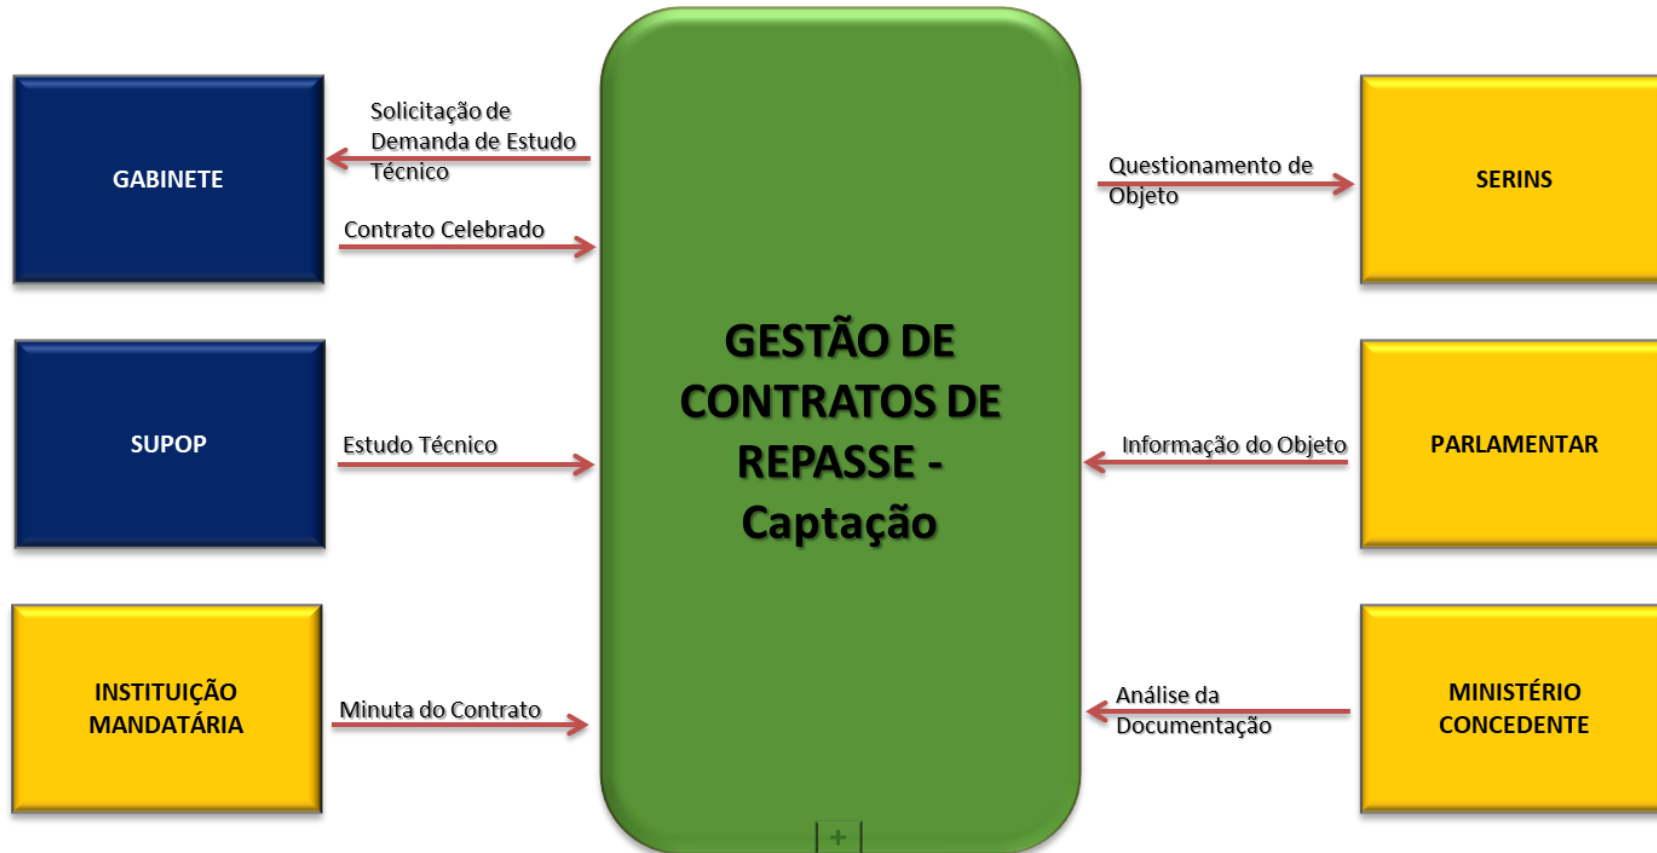 GABINETE
Solicitação de
Demanda de Estudo
Técnico
Contrato Celebrado
SUPOP
Estudo Técnico
INSTITUIÇÃO
MANDATÁRIA
Minuta do Contrato
GESTÃO DE
CONTRATOS DE
REPASSE -
Captação
+
Questionamento de
Objeto
SERINS
Informação do Objeto
PARLAMENTAR
Análise da
Documentação
MINISTÉRIO
CONCEDENTE